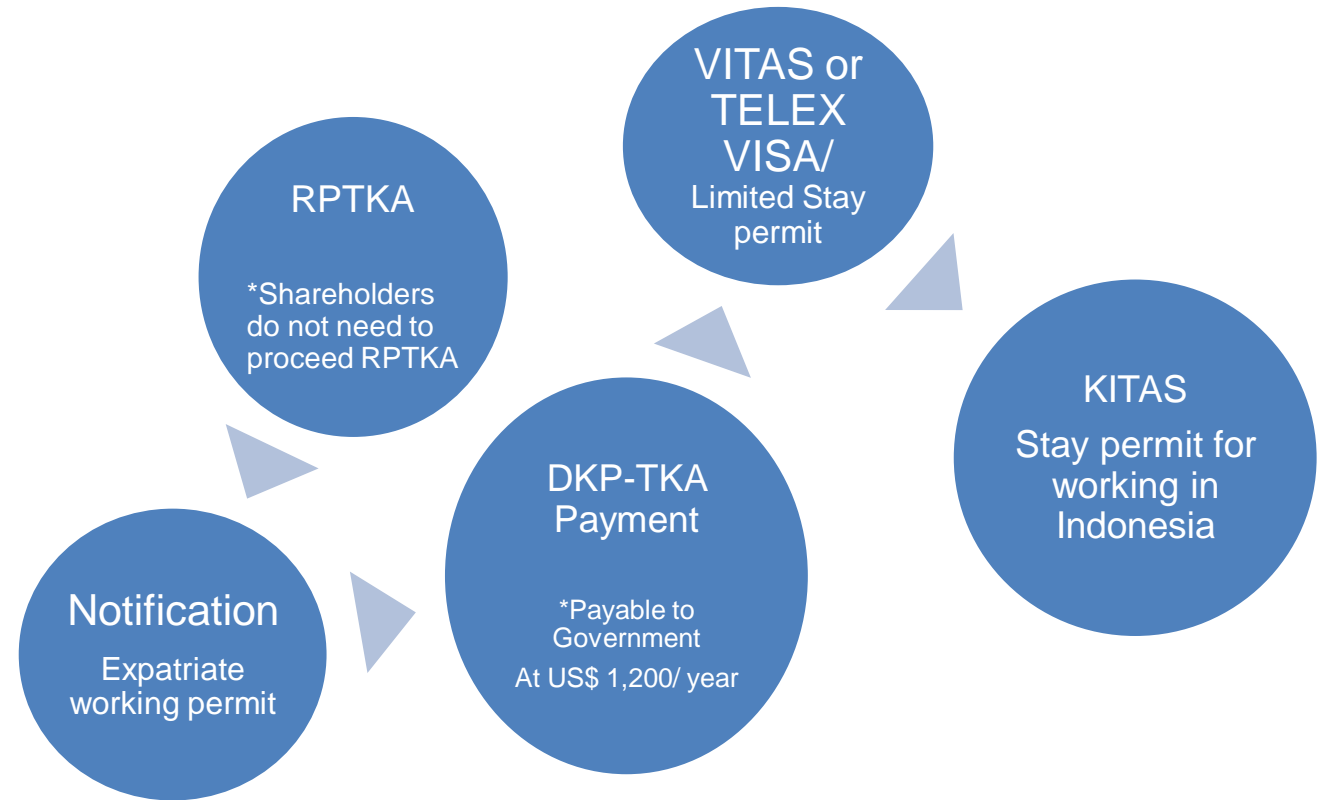 VITAS or
TELEX
VISA/
Limited Stay
permit
RPTKA
*Shareholders
do not need to
proceed RPTKA
KITAS
Stay permit for
working in
Indonesia
DKP-TKA
Payment
*Payable to
Government
At US$ 1,200/ year
Notification
Expatriate
working permit